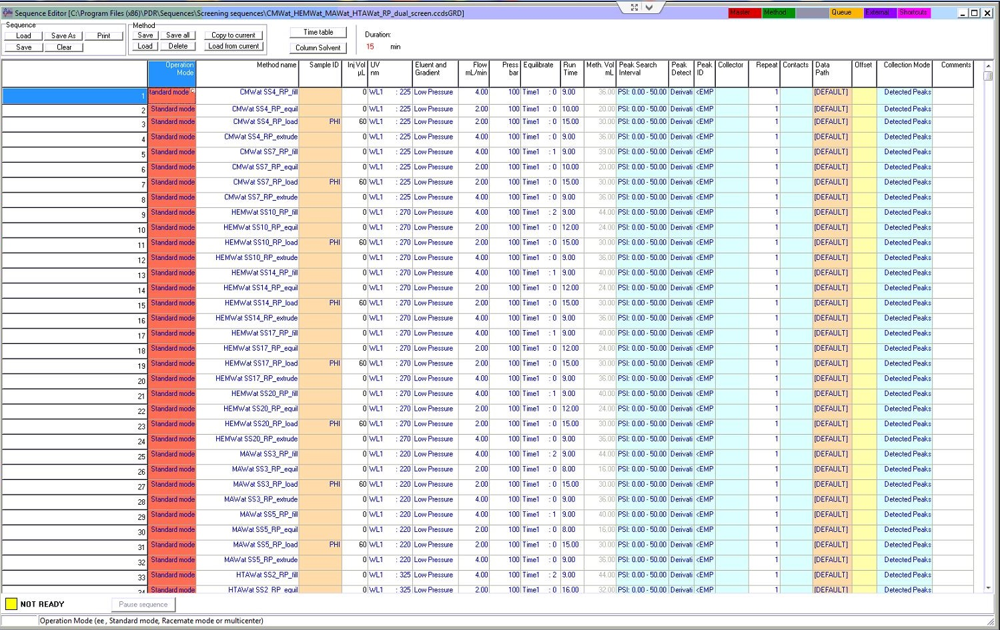 Sequence Editor [C:\Program Files (x86)\PDR\Sequences\Screening sequences\CMWat_HEMWat_MAWat_HTAWat_RP_dual_screen.ccdsGRD]
Master Method Queue External Shortcuts
Sequence Method
Load Save As Print Save Save all Copy to current Time table Duration:
Save Clear Load Delete Load from current Column Solvent 15 min
Operation Mode Method name Sample ID Inj Vol µL UV nm Eluent and Gradient Flow mL/min Press bar Equilibrate Run Time Meth. Vol mL Peak Search Interval Peak Detect Peak ID Collector Repeat Contacts Data Path Offset Collection Mode Comments
1 tandard mode CMWat SS4_RP_fill 0 WL1 : 225 Low Pressure 4.00 100 Time1 : 0 9.00 36.00 PSI: 0.00 - 50.00 Derivati <EMP 1 [DEFAULT] Detected Peaks
2 Standard mode CMWat SS4_RP_equil 0 WL1 : 225 Low Pressure 2.00 100 Time1 : 0 10.00 20.00 PSI: 0.00 - 50.00 Derivati <EMP 1 [DEFAULT] Detected Peaks
3 Standard mode CMWat SS4_RP_load PHI 60 WL1 : 225 Low Pressure 2.00 100 Time1 : 0 15.00 30.00 PSI: 0.00 - 50.00 Derivati <EMP 1 [DEFAULT] Detected Peaks
4 Standard mode CMWat SS4_RP_extrude 0 WL1 : 225 Low Pressure 4.00 100 Time1 : 0 9.00 36.00 PSI: 0.00 - 50.00 Derivati <EMP 1 [DEFAULT] Detected Peaks
5 Standard mode CMWat SS7_RP_fill 0 WL1 : 225 Low Pressure 4.00 100 Time1 : 1 9.00 39.00 PSI: 0.00 - 50.00 Derivati <EMP 1 [DEFAULT] Detected Peaks
6 Standard mode CMWat SS7_RP_equil 0 WL1 : 225 Low Pressure 2.00 100 Time1 : 0 10.00 20.00 PSI: 0.00 - 50.00 Derivati <EMP 1 [DEFAULT] Detected Peaks
7 Standard mode CMWat SS7_RP_load PHI 60 WL1 : 225 Low Pressure 2.00 100 Time1 : 0 15.00 30.00 PSI: 0.00 - 50.00 Derivati <EMP 1 [DEFAULT] Detected Peaks
8 Standard mode CMWat SS7_RP_extrude 0 WL1 : 225 Low Pressure 4.00 100 Time1 : 0 9.00 36.00 PSI: 0.00 - 50.00 Derivati <EMP 1 [DEFAULT] Detected Peaks
9 Standard mode HEMWat SS10_RP_fill 0 WL1 : 270 Low Pressure 4.00 100 Time1 : 2 9.00 44.00 PSI: 0.00 - 50.00 Derivati <EMP 1 [DEFAULT] Detected Peaks
10 Standard mode HEMWat SS10_RP_equil 0 WL1 : 270 Low Pressure 2.00 100 Time1 : 0 12.00 24.00 PSI: 0.00 - 50.00 Derivati <EMP 1 [DEFAULT] Detected Peaks
11 Standard mode HEMWat SS10_RP_load PHI 60 WL1 : 270 Low Pressure 2.00 100 Time1 : 0 15.00 30.00 PSI: 0.00 - 50.00 Derivati <EMP 1 [DEFAULT] Detected Peaks
12 Standard mode HEMWat SS10_RP_extrude 0 WL1 : 270 Low Pressure 4.00 100 Time1 : 0 9.00 36.00 PSI: 0.00 - 50.00 Derivati <EMP 1 [DEFAULT] Detected Peaks
13 Standard mode HEMWat SS14_RP_fill 0 WL1 : 270 Low Pressure 4.00 100 Time1 : 1 9.00 40.00 PSI: 0.00 - 50.00 Derivati <EMP 1 [DEFAULT] Detected Peaks
14 Standard mode HEMWat SS14_RP_equil 0 WL1 : 270 Low Pressure 2.00 100 Time1 : 0 12.00 24.00 PSI: 0.00 - 50.00 Derivati <EMP 1 [DEFAULT] Detected Peaks
15 Standard mode HEMWat SS14_RP_load PHI 60 WL1 : 270 Low Pressure 2.00 100 Time1 : 0 15.00 30.00 PSI: 0.00 - 50.00 Derivati <EMP 1 [DEFAULT] Detected Peaks
16 Standard mode HEMWat SS14_RP_extrude 0 WL1 : 270 Low Pressure 4.00 100 Time1 : 0 9.00 36.00 PSI: 0.00 - 50.00 Derivati <EMP 1 [DEFAULT] Detected Peaks
17 Standard mode HEMWat SS17_RP_fill 0 WL1 : 270 Low Pressure 4.00 100 Time1 : 1 9.00 40.00 PSI: 0.00 - 50.00 Derivati <EMP 1 [DEFAULT] Detected Peaks
18 Standard mode HEMWat SS17_RP_equil 0 WL1 : 270 Low Pressure 2.00 100 Time1 : 0 12.00 24.00 PSI: 0.00 - 50.00 Derivati <EMP 1 [DEFAULT] Detected Peaks
19 Standard mode HEMWat SS17_RP_load PHI 60 WL1 : 270 Low Pressure 2.00 100 Time1 : 0 15.00 30.00 PSI: 0.00 - 50.00 Derivati <EMP 1 [DEFAULT] Detected Peaks
20 Standard mode HEMWat SS17_RP_extrude 0 WL1 : 270 Low Pressure 4.00 100 Time1 : 0 9.00 36.00 PSI: 0.00 - 50.00 Derivati <EMP 1 [DEFAULT] Detected Peaks
21 Standard mode HEMWat SS20_RP_fill 0 WL1 : 270 Low Pressure 4.00 100 Time1 : 1 9.00 40.00 PSI: 0.00 - 50.00 Derivati <EMP 1 [DEFAULT] Detected Peaks
22 Standard mode HEMWat SS20_RP_equil 0 WL1 : 270 Low Pressure 2.00 100 Time1 : 0 12.00 24.00 PSI: 0.00 - 50.00 Derivati <EMP 1 [DEFAULT] Detected Peaks
23 Standard mode HEMWat SS20_RP_load PHI 60 WL1 : 270 Low Pressure 2.00 100 Time1 : 0 15.00 30.00 PSI: 0.00 - 50.00 Derivati <EMP 1 [DEFAULT] Detected Peaks
24 Standard mode HEMWat SS20_RP_extrude 0 WL1 : 270 Low Pressure 4.00 100 Time1 : 0 9.00 36.00 PSI: 0.00 - 50.00 Derivati <EMP 1 [DEFAULT] Detected Peaks
25 Standard mode MAWat SS3_RP_fill 0 WL1 : 220 Low Pressure 4.00 100 Time1 : 2 9.00 44.00 PSI: 0.00 - 50.00 Derivati <EMP 1 [DEFAULT] Detected Peaks
26 Standard mode MAWat SS3_RP_equil 0 WL1 : 220 Low Pressure 2.00 100 Time1 : 0 8.00 16.00 PSI: 0.00 - 50.00 Derivati <EMP 1 [DEFAULT] Detected Peaks
27 Standard mode MAWat SS3_RP_load PHI 60 WL1 : 220 Low Pressure 2.00 100 Time1 : 0 15.00 30.00 PSI: 0.00 - 50.00 Derivati <EMP 1 [DEFAULT] Detected Peaks
28 Standard mode MAWat SS3_RP_extrude 0 WL1 : 220 Low Pressure 4.00 100 Time1 : 0 9.00 36.00 PSI: 0.00 - 50.00 Derivati <EMP 1 [DEFAULT] Detected Peaks
29 Standard mode MAWat SS5_RP_fill 0 WL1 : 220 Low Pressure 4.00 100 Time1 : 1 9.00 40.00 PSI: 0.00 - 50.00 Derivati <EMP 1 [DEFAULT] Detected Peaks
30 Standard mode MAWat SS5_RP_equil 0 WL1 : 220 Low Pressure 2.00 100 Time1 : 0 8.00 16.00 PSI: 0.00 - 50.00 Derivati <EMP 1 [DEFAULT] Detected Peaks
31 Standard mode MAWat SS5_RP_load PHI 60 WL1 : 220 Low Pressure 2.00 100 Time1 : 0 15.00 30.00 PSI: 0.00 - 50.00 Derivati <EMP 1 [DEFAULT] Detected Peaks
32 Standard mode MAWat SS5_RP_extrude 0 WL1 : 220 Low Pressure 4.00 100 Time1 : 0 9.00 36.00 PSI: 0.00 - 50.00 Derivati <EMP 1 [DEFAULT] Detected Peaks
33 Standard mode HTAWat SS2_RP_fill 0 WL1 : 325 Low Pressure 4.00 100 Time1 : 2 9.00 44.00 PSI: 0.00 - 50.00 Derivati <EMP 1 [DEFAULT] Detected Peaks
34 Standard mode HTAWat SS2_RP_equil 0 WL1 : 325 Low Pressure 2.00 100 Time1 : 0 16.00 32.00 PSI: 0.00 - 50.00 Derivati <EMP 1 [DEFAULT] Detected Peaks
NOT READY Pause sequence
Operation Mode (ee , Standard mode, Racemate mode or multicenter)